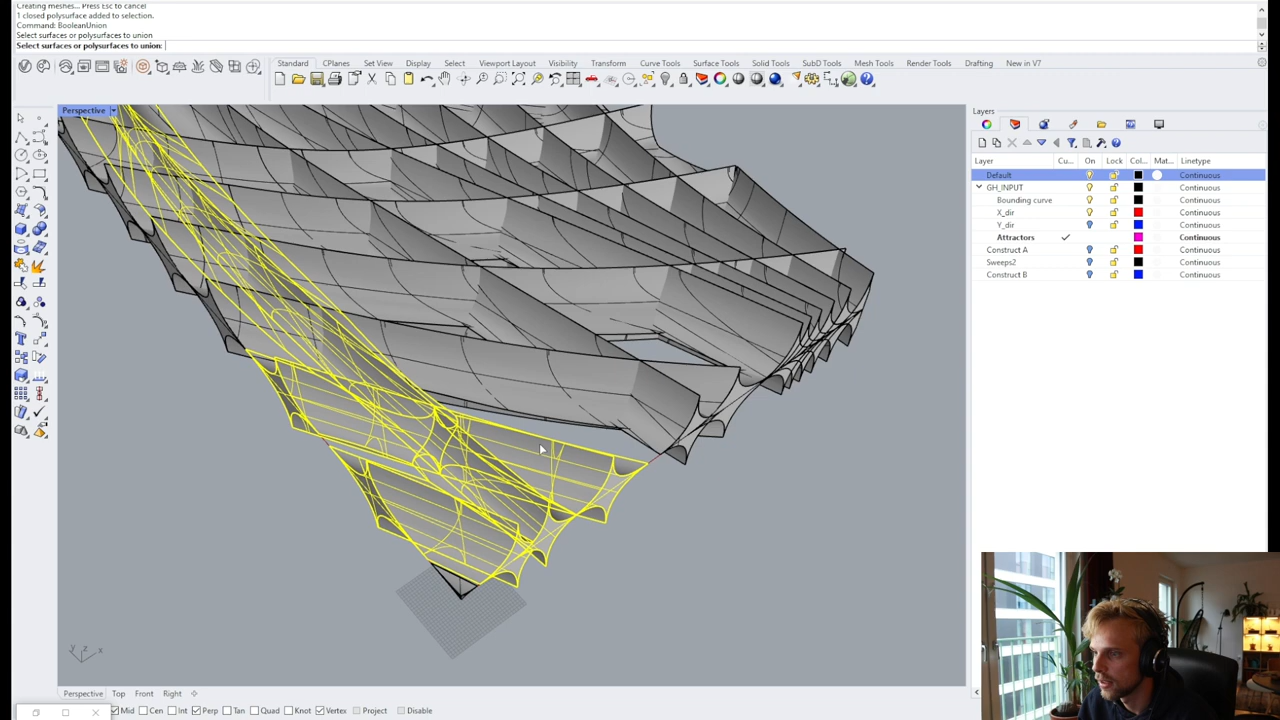 Creating meshes... Press Esc to cancel
1 closed polysurface added to selection.
Command: BooleanUnion
Select surfaces or polysurfaces to union
Select surfaces or polysurfaces to union:
Standard CPlanes Set View Display Select Viewport Layout Visibility Transform Curve Tools Surface Tools Solid Tools SubD Tools Mesh Tools Render Tools Drafting New in V7
Perspective
Layers
Layer Cu... On Lock Col... Mat... Linetype
Default Continuous
GH_INPUT Continuous
Bounding curve Continuous
X_dir Continuous
Y_dir Continuous
Attractors Continuous
Construct A Continuous
Sweeps2 Continuous
Construct B Continuous
y z x
Perspective Top Front Right
Mid Cen Int Perp Tan Quad Knot Vertex Project Disable